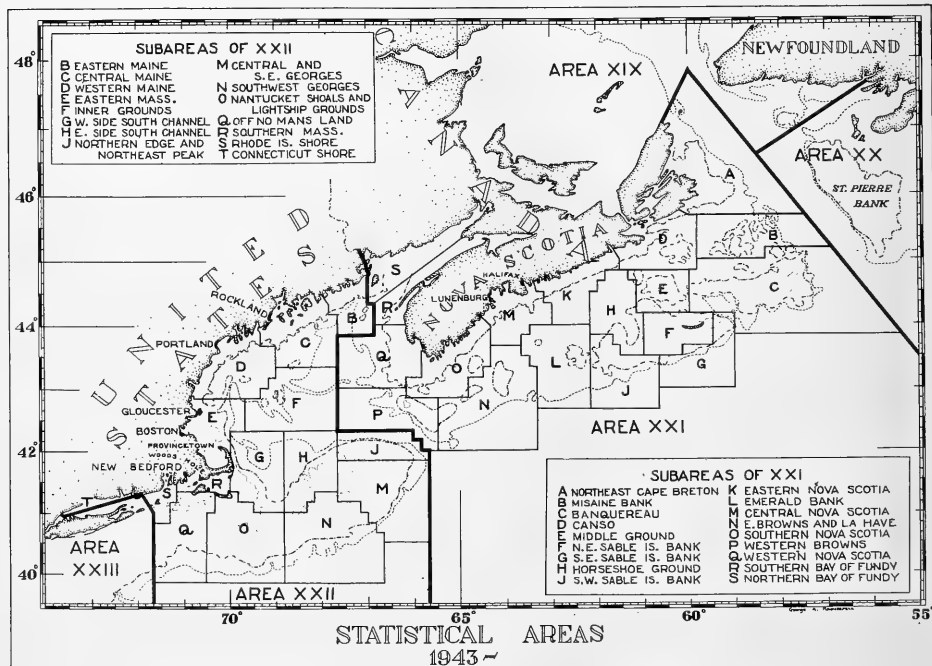 SUBAREAS OF XXII
B EASTERN MAINE
C CENTRAL MAINE
D WESTERN MAINE
E EASTERN MASS.
F INNER GROUNDS
G W. SIDE SOUTH CHANNEL
H E. SIDE SOUTH CHANNEL
J NORTHERN EDGE AND
NORTHEAST PEAK
M CENTRAL AND
S.E. GEORGES
N SOUTHWEST GEORGES
O NANTUCKET SHOALS AND
LIGHTSHIP GROUNDS
Q OFF NO MANS LAND
R SOUTHERN MASS.
S RHODE IS. SHORE
T CONNECTICUT SHORE
NEWFOUNDLAND
AREA XIX
AREA XX
ST. PIERRE
BANK
CANADA
UNITED
STATES
NOVA SCOTIA
HALIFAX
LUNENBURG
ROCKLAND
PORTLAND
GLOUCESTER
BOSTON
PROVINCETOWN
WOODS HOLE
NEW BEDFORD
A
B
C
D
E
F
G
H
J
K
L
M
N
O
P
Q
R
S
B
C
D
E
F
G
H
J
M
N
O
Q
R
S
T
AREA XXI
AREA
XXIII
AREA XXII
SUBAREAS OF XXI
A NORTHEAST CAPE BRETON
B MISAINE BANK
C BANQUEREAU
D CANSO
E MIDDLE GROUND
F N.E. SABLE IS. BANK
G S.E. SABLE IS. BANK
H HORSESHOE GROUND
J S.W. SABLE IS. BANK
K EASTERN NOVA SCOTIA
L EMERALD BANK
M CENTRAL NOVA SCOTIA
N E. BROWNS AND LA HAVE
O SOUTHERN NOVA SCOTIA
P WESTERN BROWNS
Q WESTERN NOVA SCOTIA
R SOUTHERN BAY OF FUNDY
S NORTHERN BAY OF FUNDY
48°
46°
44°
42°
40°
70°
65°
60°
55°
STATISTICAL AREAS
1943~